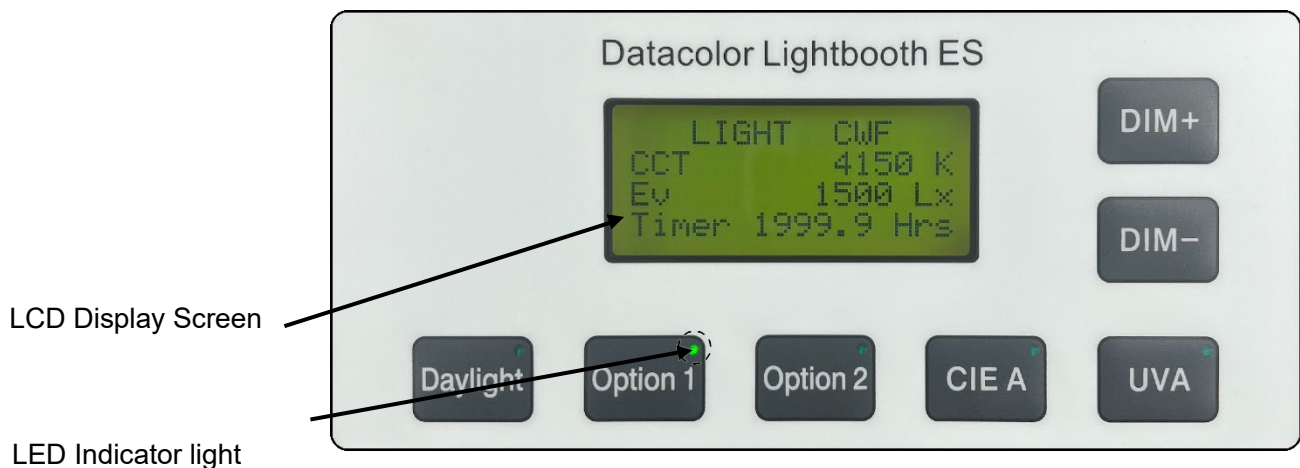 Datacolor Lightbooth ES
LIGHT CWF
CCT 4150 K
Ev 1500 Lx
Timer 1999.9 Hrs
DIM+
DIM−
LCD Display Screen
Daylight
Option 1
Option 2
CIE A
UVA
LED Indicator light